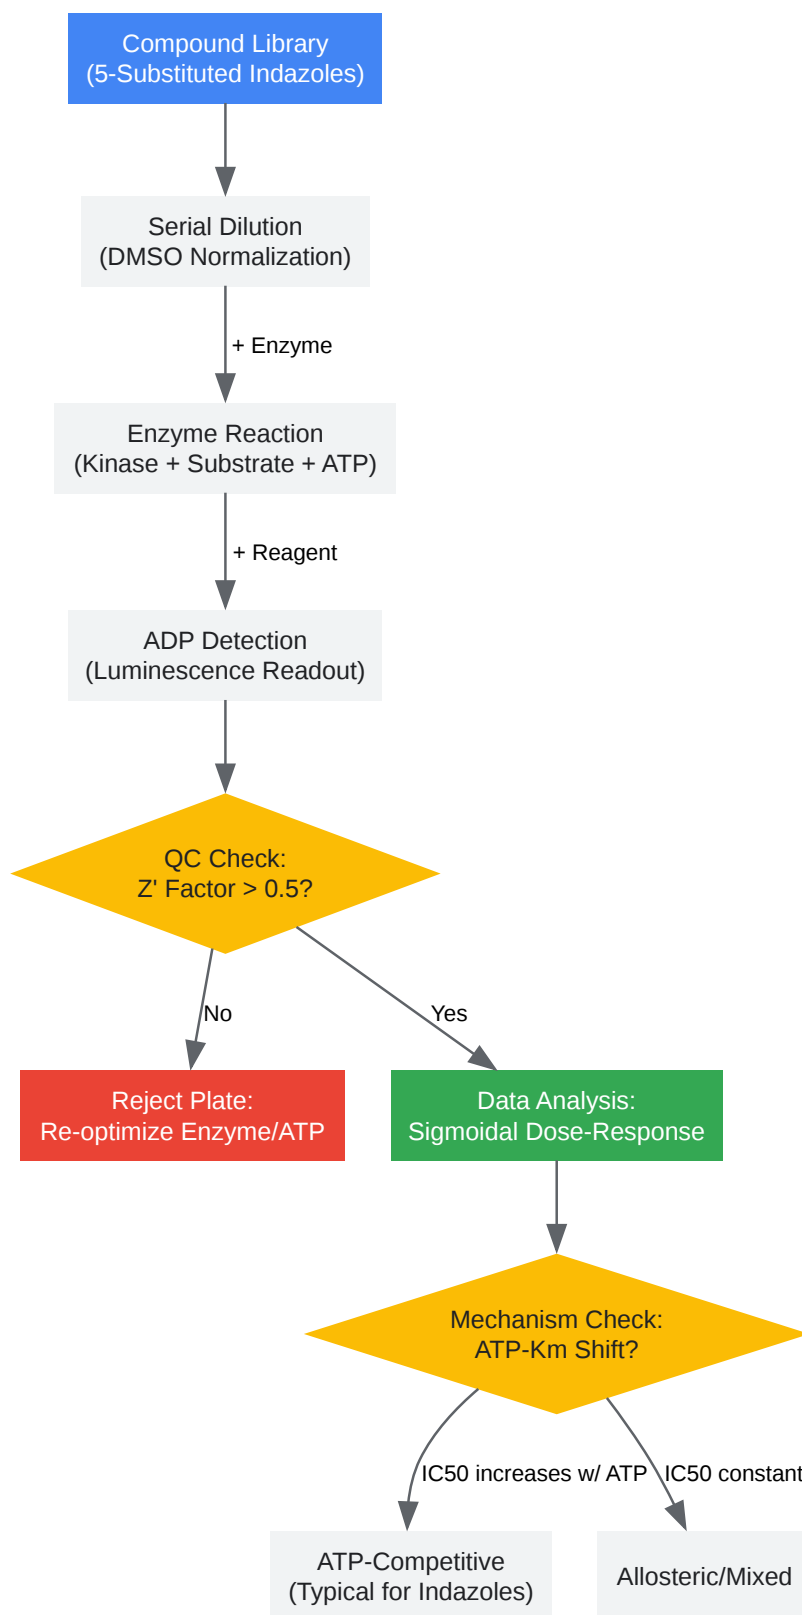 Compound Library
(5-Substituted Indazoles)
Serial Dilution
(DMSO Normalization)
+ Enzyme
Enzyme Reaction
(Kinase + Substrate + ATP)
+ Reagent
ADP Detection
(Luminescence Readout)
QC Check:
Z' Factor > 0.5?
No
Yes
Reject Plate:
Re-optimize Enzyme/ATP
Data Analysis:
Sigmoidal Dose-Response
Mechanism Check:
ATP-Km Shift?
IC50 increases w/ ATP
IC50 constant
ATP-Competitive
(Typical for Indazoles)
Allosteric/Mixed